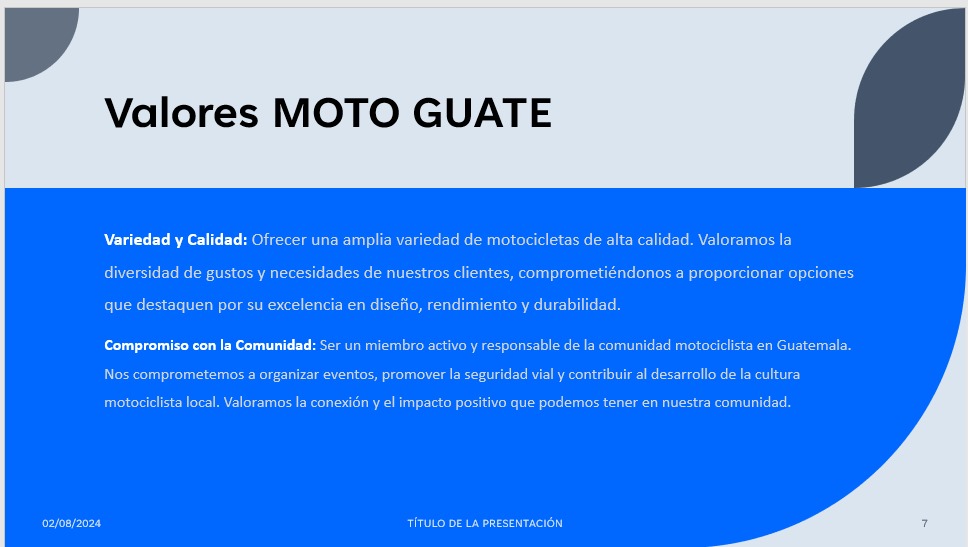 Valores MOTO GUATE
Variedad y Calidad: Ofrecer una amplia variedad de motocicletas de alta calidad. Valoramos la
diversidad de gustos y necesidades de nuestros clientes, comprometiéndonos a proporcionar opciones
que destaquen por su excelencia en diseño, rendimiento y durabilidad.
Compromiso con la Comunidad: Ser un miembro activo y responsable de la comunidad motociclista en Guatemala.
Nos comprometemos a organizar eventos, promover la seguridad vial y contribuir al desarrollo de la cultura
motociclista local. Valoramos la conexión y el impacto positivo que podemos tener en nuestra comunidad.
02/08/2024
TÍTULO DE LA PRESENTACIÓN
7